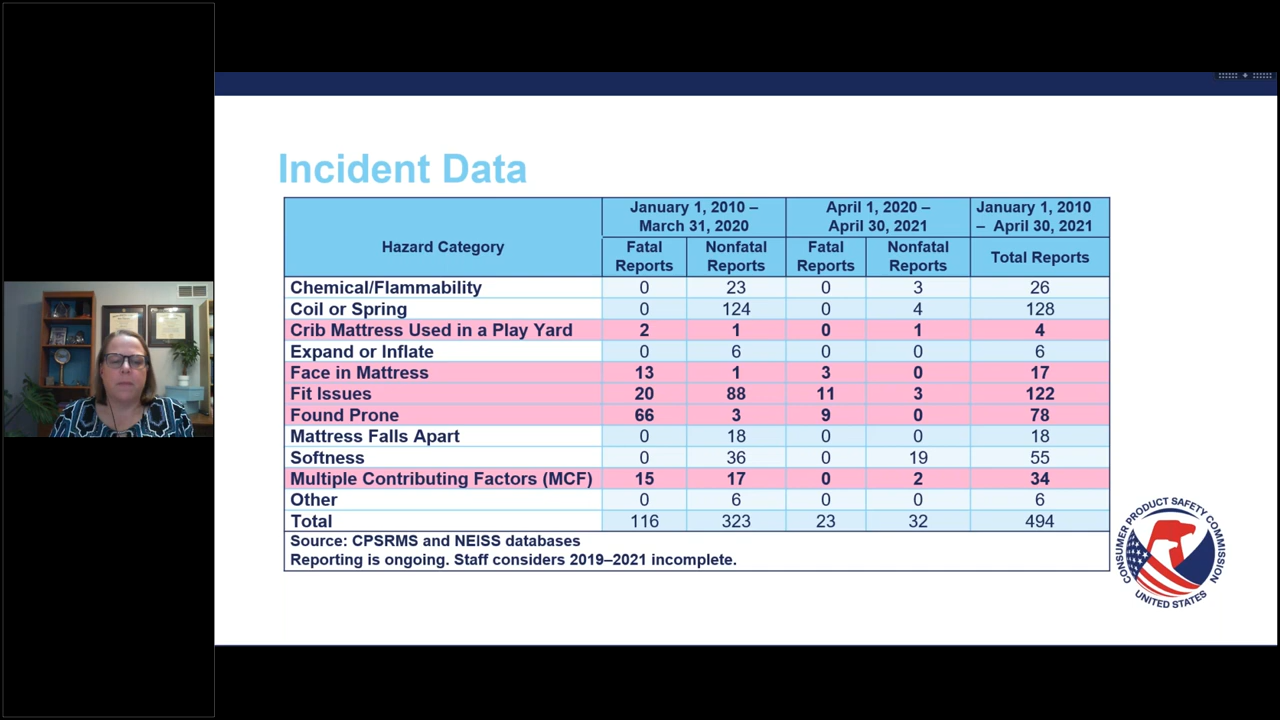 Incident Data
Hazard Category
January 1, 2010 –
March 31, 2020
April 1, 2020 –
April 30, 2021
January 1, 2010
– April 30, 2021
Fatal
Reports
Nonfatal
Reports
Fatal
Reports
Nonfatal
Reports
Total Reports
Chemical/Flammability 0 23 0 3 26
Coil or Spring 0 124 0 4 128
Crib Mattress Used in a Play Yard 2 1 0 1 4
Expand or Inflate 0 6 0 0 6
Face in Mattress 13 1 3 0 17
Fit Issues 20 88 11 3 122
Found Prone 66 3 9 0 78
Mattress Falls Apart 0 18 0 0 18
Softness 0 36 0 19 55
Multiple Contributing Factors (MCF) 15 17 0 2 34
Other 0 6 0 0 6
Total 116 323 23 32 494
Source: CPSRMS and NEISS databases
Reporting is ongoing. Staff considers 2019–2021 incomplete.
CONSUMER PRODUCT SAFETY COMMISSION
UNITED STATES